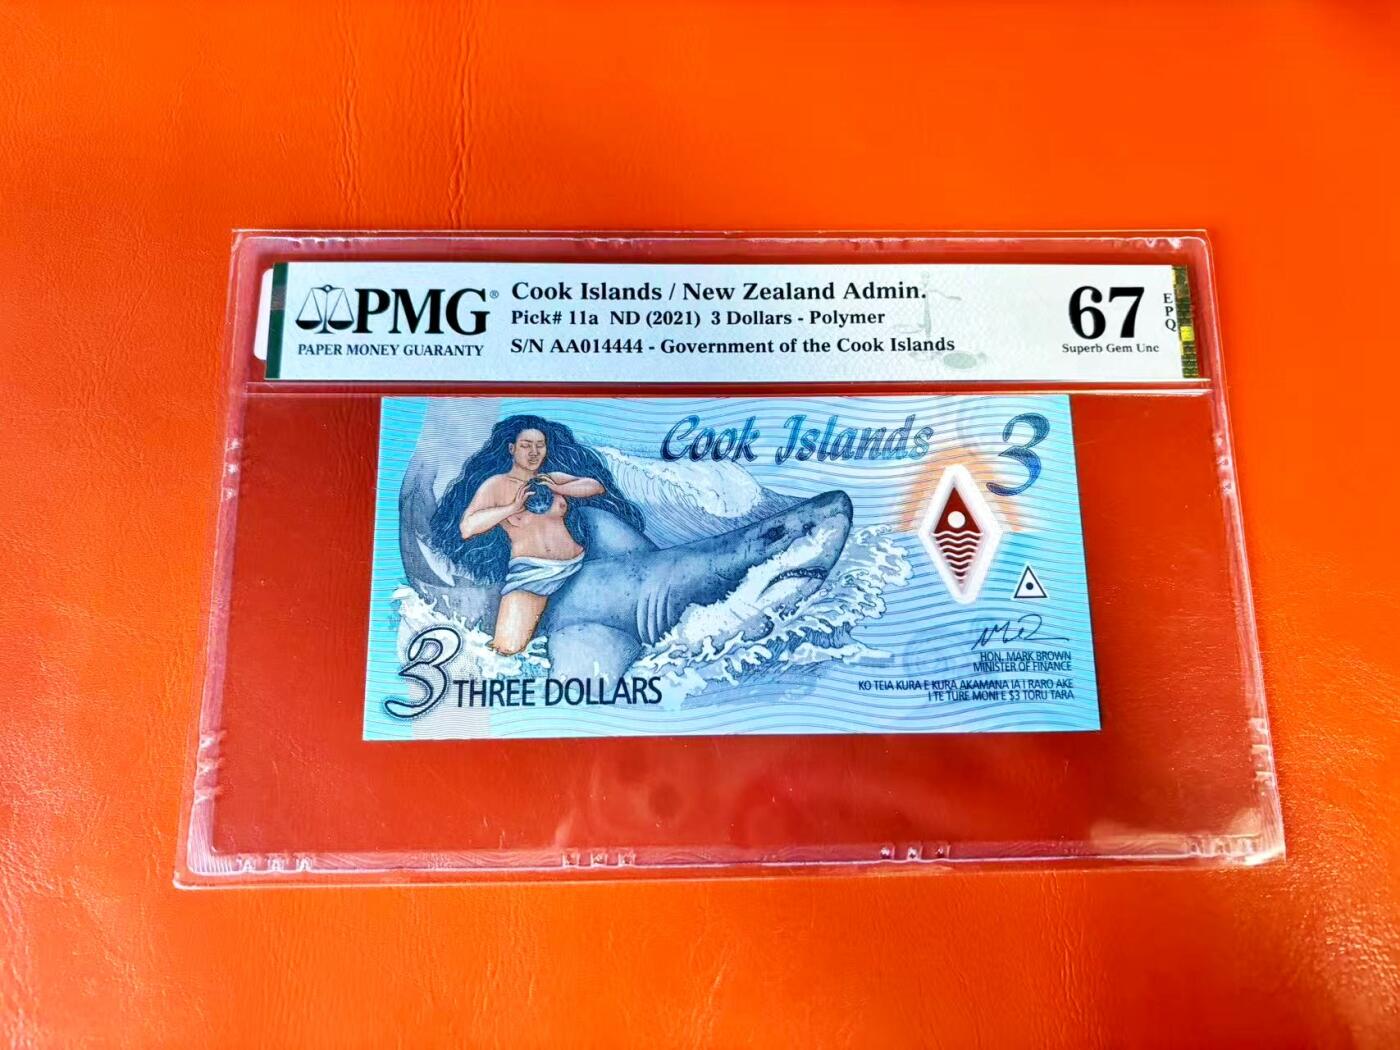 PMG®
PAPER MONEY GUARANTY
Cook Islands / New Zealand Admin.
Pick# 11a ND (2021) 3 Dollars - Polymer
S/N AA014444 - Government of the Cook Islands
67
EPQ
Superb Gem Unc
Cook Islands
3
3 THREE DOLLARS
HON. MARK BROWN
MINISTER OF FINANCE
KO TEIA KURA E KURA AKAMANA IA I RARO AKE
I TE TURE MONI E $3 TORU TARA